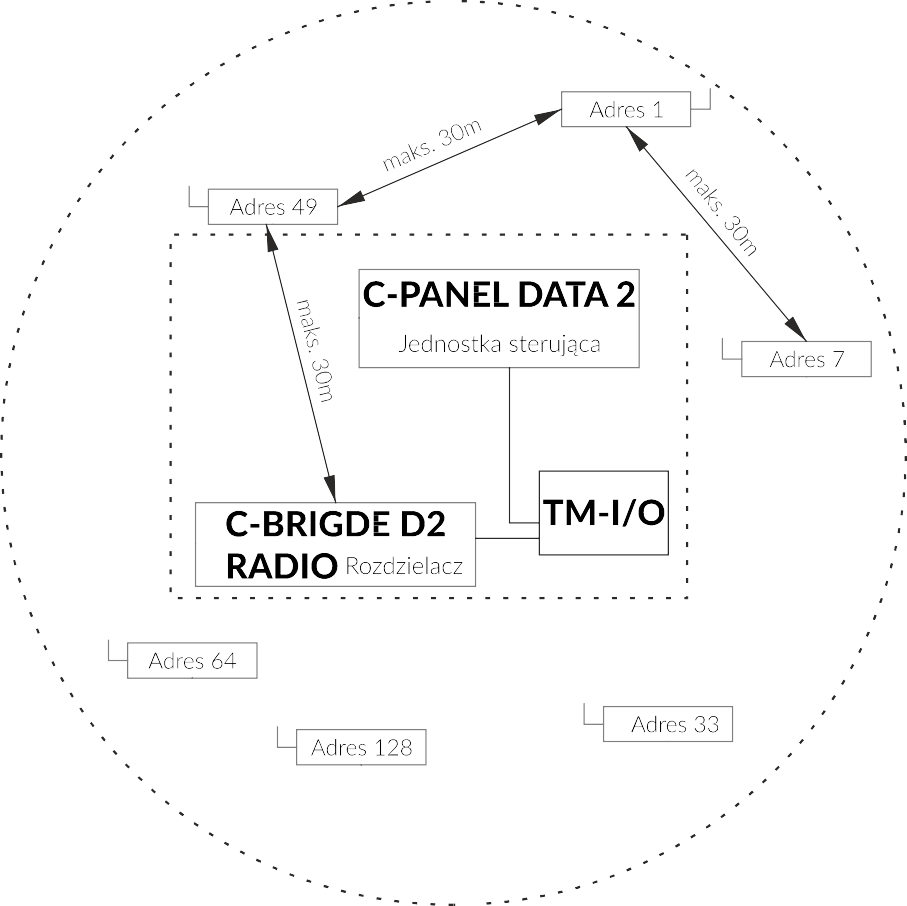 Adres 1
maks. 30m
Adres 49
maks. 30m
C-PANEL DATA 2
Jednostka sterująca
maks. 30m
Adres 7
C-BRIGDE D2
RADIO Rozdzielacz
TM-I/O
Adres 64
Adres 128
Adres 33